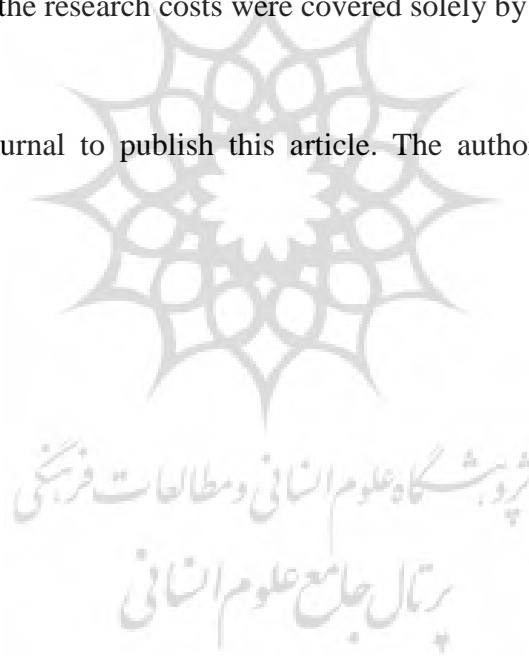 the research costs were covered solely by
urnal to publish this article. The author
پژوهشگاه علوم انسانی و مطالعات فرهنگی
پرتال جامع علوم انسانی